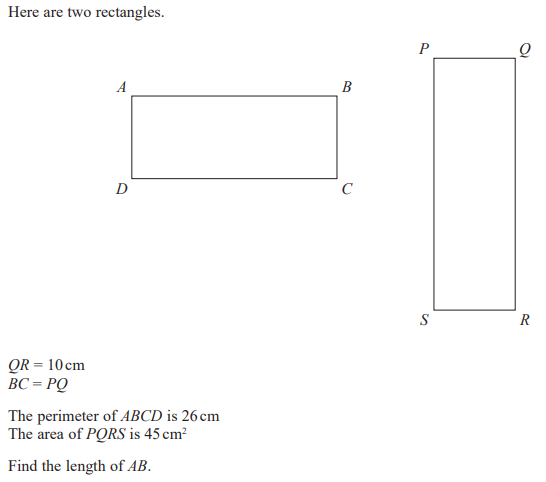 Here are two rectangles.
P
Q
A
B
D
C
S
R
QR = 10 cm
BC = PQ
The perimeter of ABCD is 26 cm
The area of PQRS is 45 cm²
Find the length of AB.